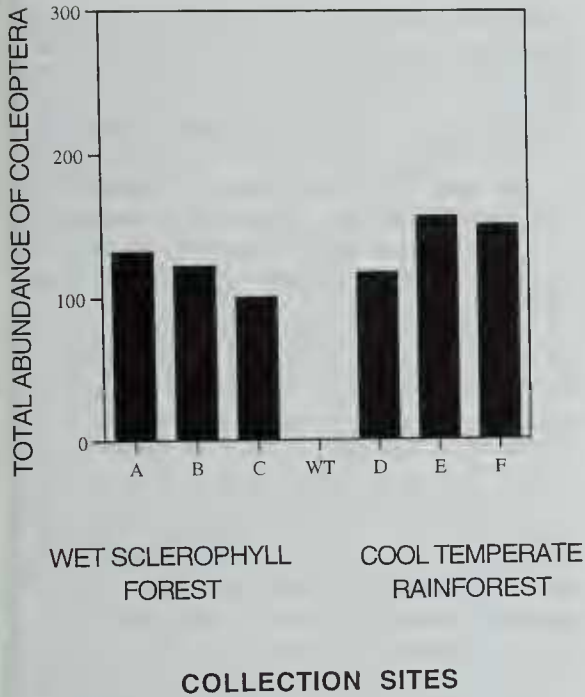 TOTAL ABUNDANCE OF COLEOPTERA
300
200
100
0
A B C WT D E F
WET SCLEROPHYLL
FOREST
COOL TEMPERATE
RAINFOREST
COLLECTION SITES